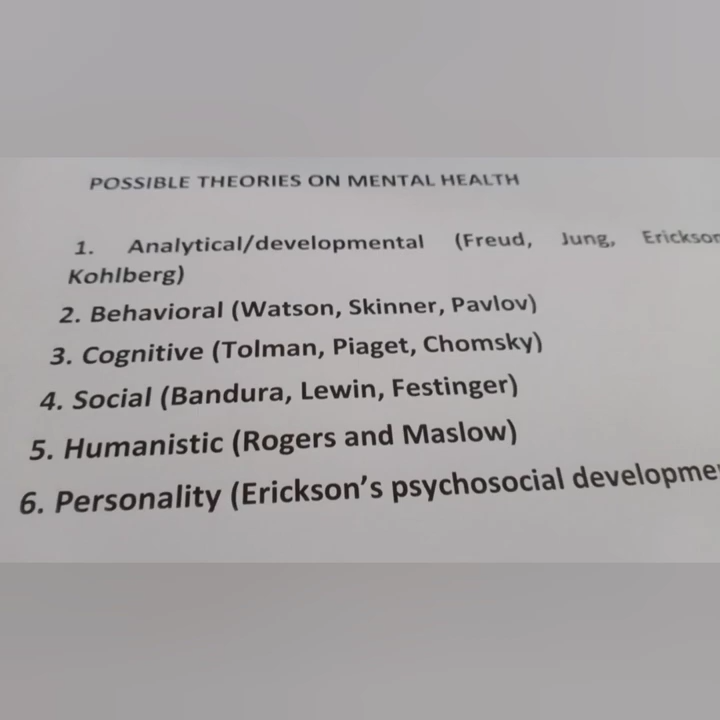 POSSIBLE THEORIES ON MENTAL HEALTH
1. Analytical/developmental (Freud, Jung, Erickson
Kohlberg)
2. Behavioral (Watson, Skinner, Pavlov)
3. Cognitive (Tolman, Piaget, Chomsky)
4. Social (Bandura, Lewin, Festinger)
5. Humanistic (Rogers and Maslow)
6. Personality (Erickson's psychosocial